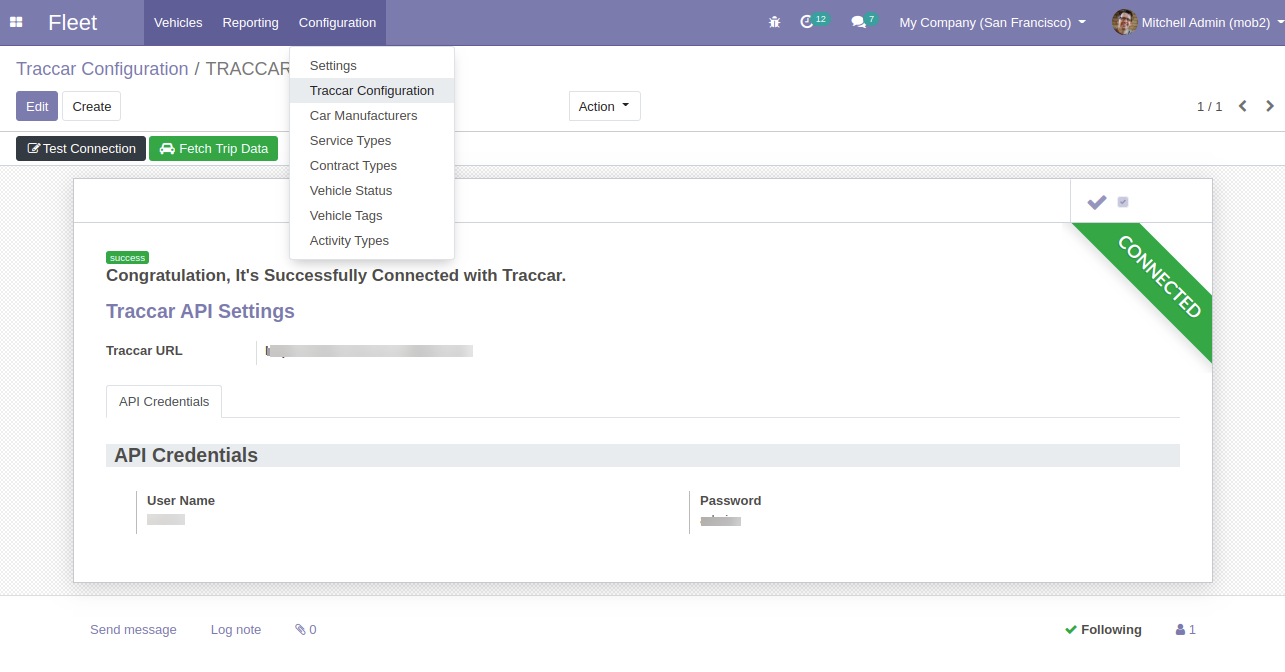 Fleet Vehicles Reporting Configuration 12 7 My Company (San Francisco) Mitchell Admin (mob2)
Traccar Configuration / TRACCAR
Edit Create Action 1 / 1
Test Connection Fetch Trip Data
Settings
Traccar Configuration
Car Manufacturers
Service Types
Contract Types
Vehicle Status
Vehicle Tags
Activity Types
CONNECTED
success
Congratulation, It's Successfully Connected with Traccar.
Traccar API Settings
Traccar URL
API Credentials
API Credentials
User Name Password
Send message Log note 0 Following 1